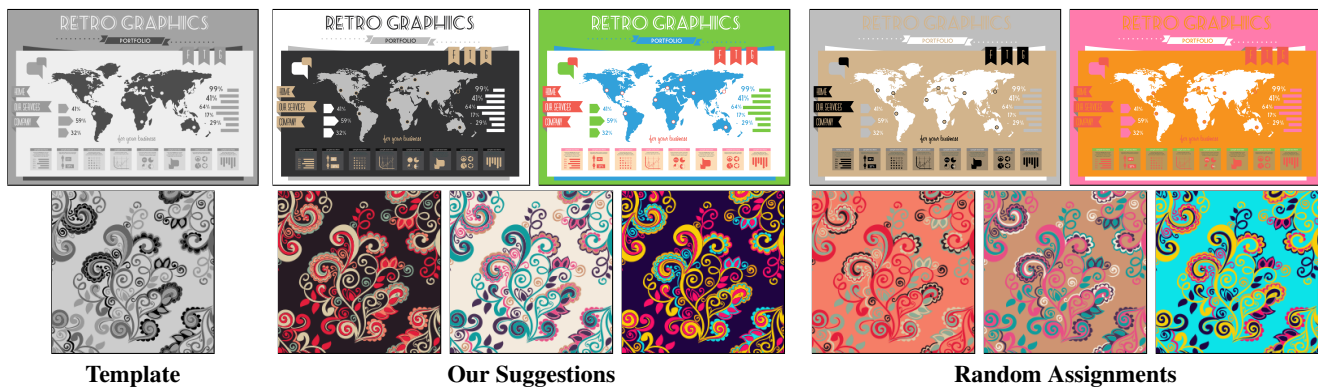 RETRO GRAPHICS
PORTFOLIO
F T G
HOME
OUR SERVICES
COMPANY
41%
59%
32%
99%
41%
64%
17%
29%
for your business
RETRO GRAPHICS
PORTFOLIO
F T G
HOME
OUR SERVICES
COMPANY
41%
59%
32%
99%
41%
64%
17%
29%
for your business
RETRO GRAPHICS
PORTFOLIO
F T G
HOME
OUR SERVICES
COMPANY
41%
59%
32%
99%
41%
64%
17%
29%
for your business
RETRO GRAPHICS
PORTFOLIO
F T G
HOME
OUR SERVICES
COMPANY
41%
59%
32%
99%
41%
64%
17%
29%
for your business
RETRO GRAPHICS
PORTFOLIO
F T G
HOME
OUR SERVICES
COMPANY
41%
59%
32%
99%
41%
64%
17%
29%
for your business
Template
Our Suggestions
Random Assignments